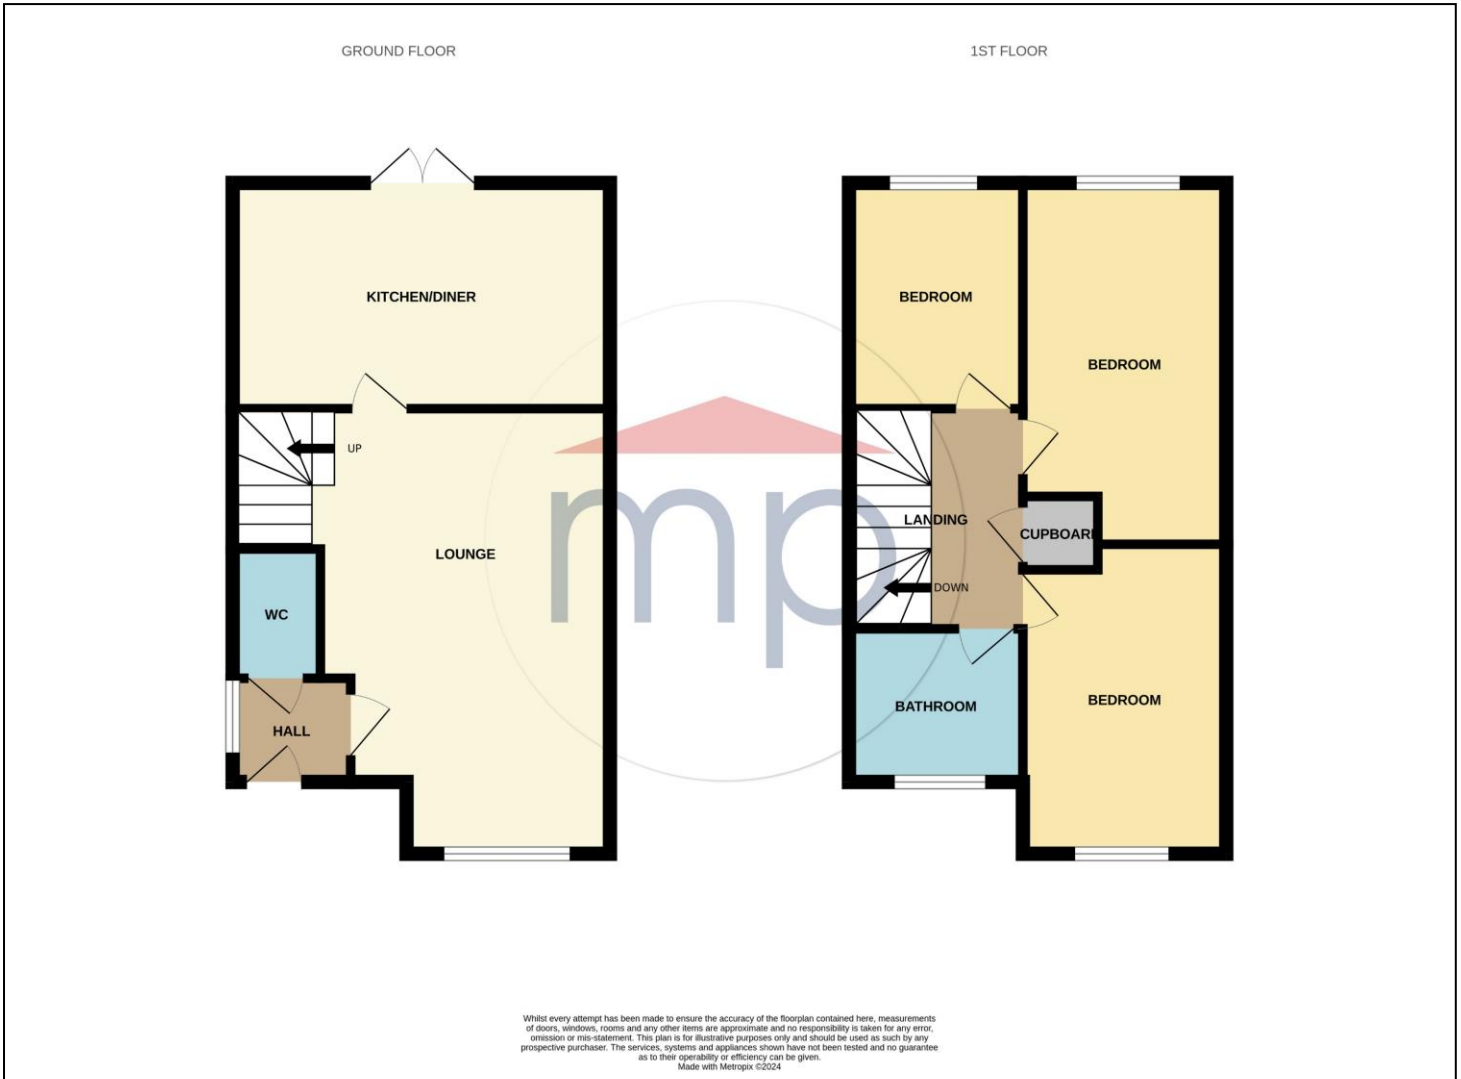 GROUND FLOOR
1ST FLOOR
KITCHEN/DINER
UP
LOUNGE
WC
HALL
BEDROOM
BEDROOM
LANDING
CUPBOARD
DOWN
BATHROOM
BEDROOM
mp
Whilst every attempt has been made to ensure the accuracy of the floorplan contained here, measurements
of doors, windows, rooms and any other items are approximate and no responsibility is taken for any error,
omission or mis-statement. This plan is for illustrative purposes only and should be used as such by any
prospective purchaser. The services, systems and appliances shown have not been tested and no guarantee
as to their operability or efficiency can be given.
Made with Metropix ©2024